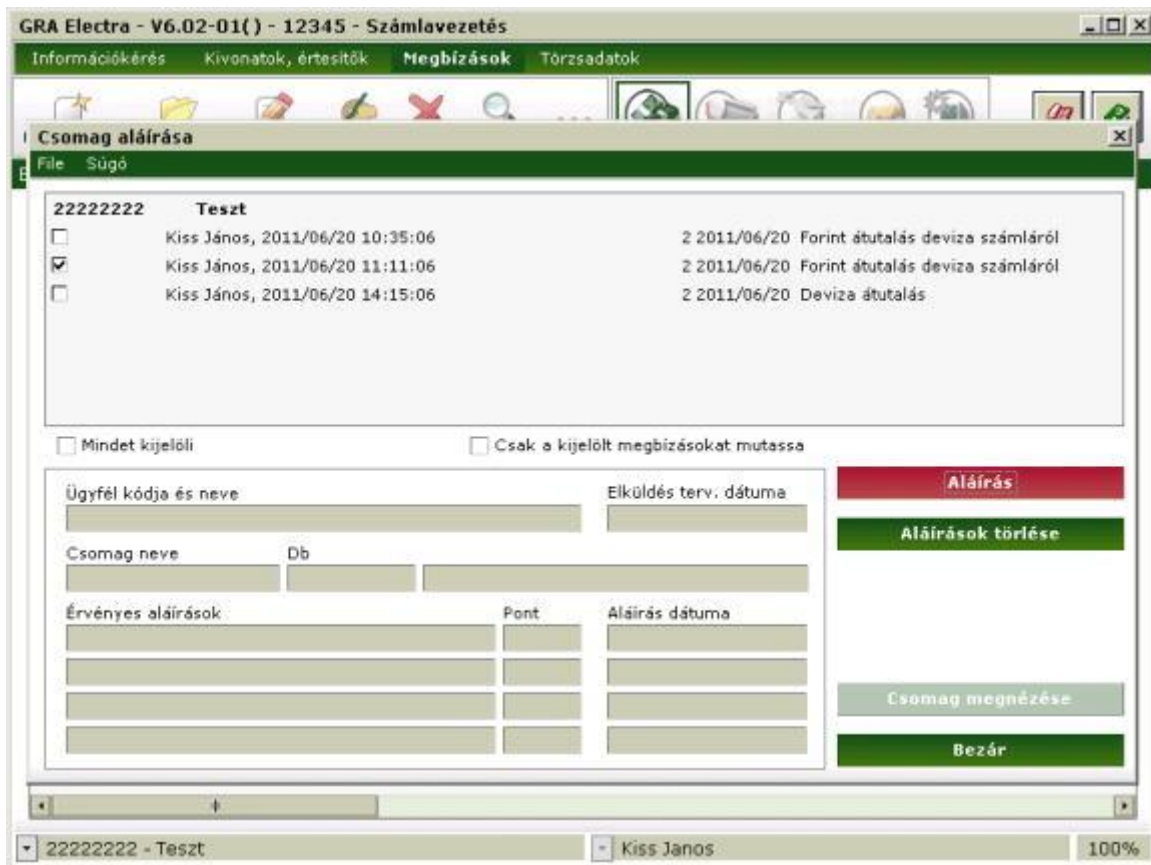 GRA Electra - V6.02-01( ) - 12345 - Számlavezetés
Információkérés Kivonatok, értesítők Megbízások Törzsadatok
Csomag aláírása
File Súgó
22222222 Teszt
Kiss János, 2011/06/20 10:35:06 2 2011/06/20 Forint átutalás deviza számláról
Kiss János, 2011/06/20 11:11:06 2 2011/06/20 Forint átutalás deviza számláról
Kiss János, 2011/06/20 14:15:06 2 2011/06/20 Deviza átutalás
Mindet kijelöli Csak a kijelölt megbízásokat mutassa
Ügyfél kódja és neve Elküldés terv. dátuma
Aláírás
Aláírások törlése
Csomag neve Db
Érvényes aláírások Pont Aláírás dátuma
Csomag megnézése
Bezár
22222222 - Teszt Kiss Janos 100%